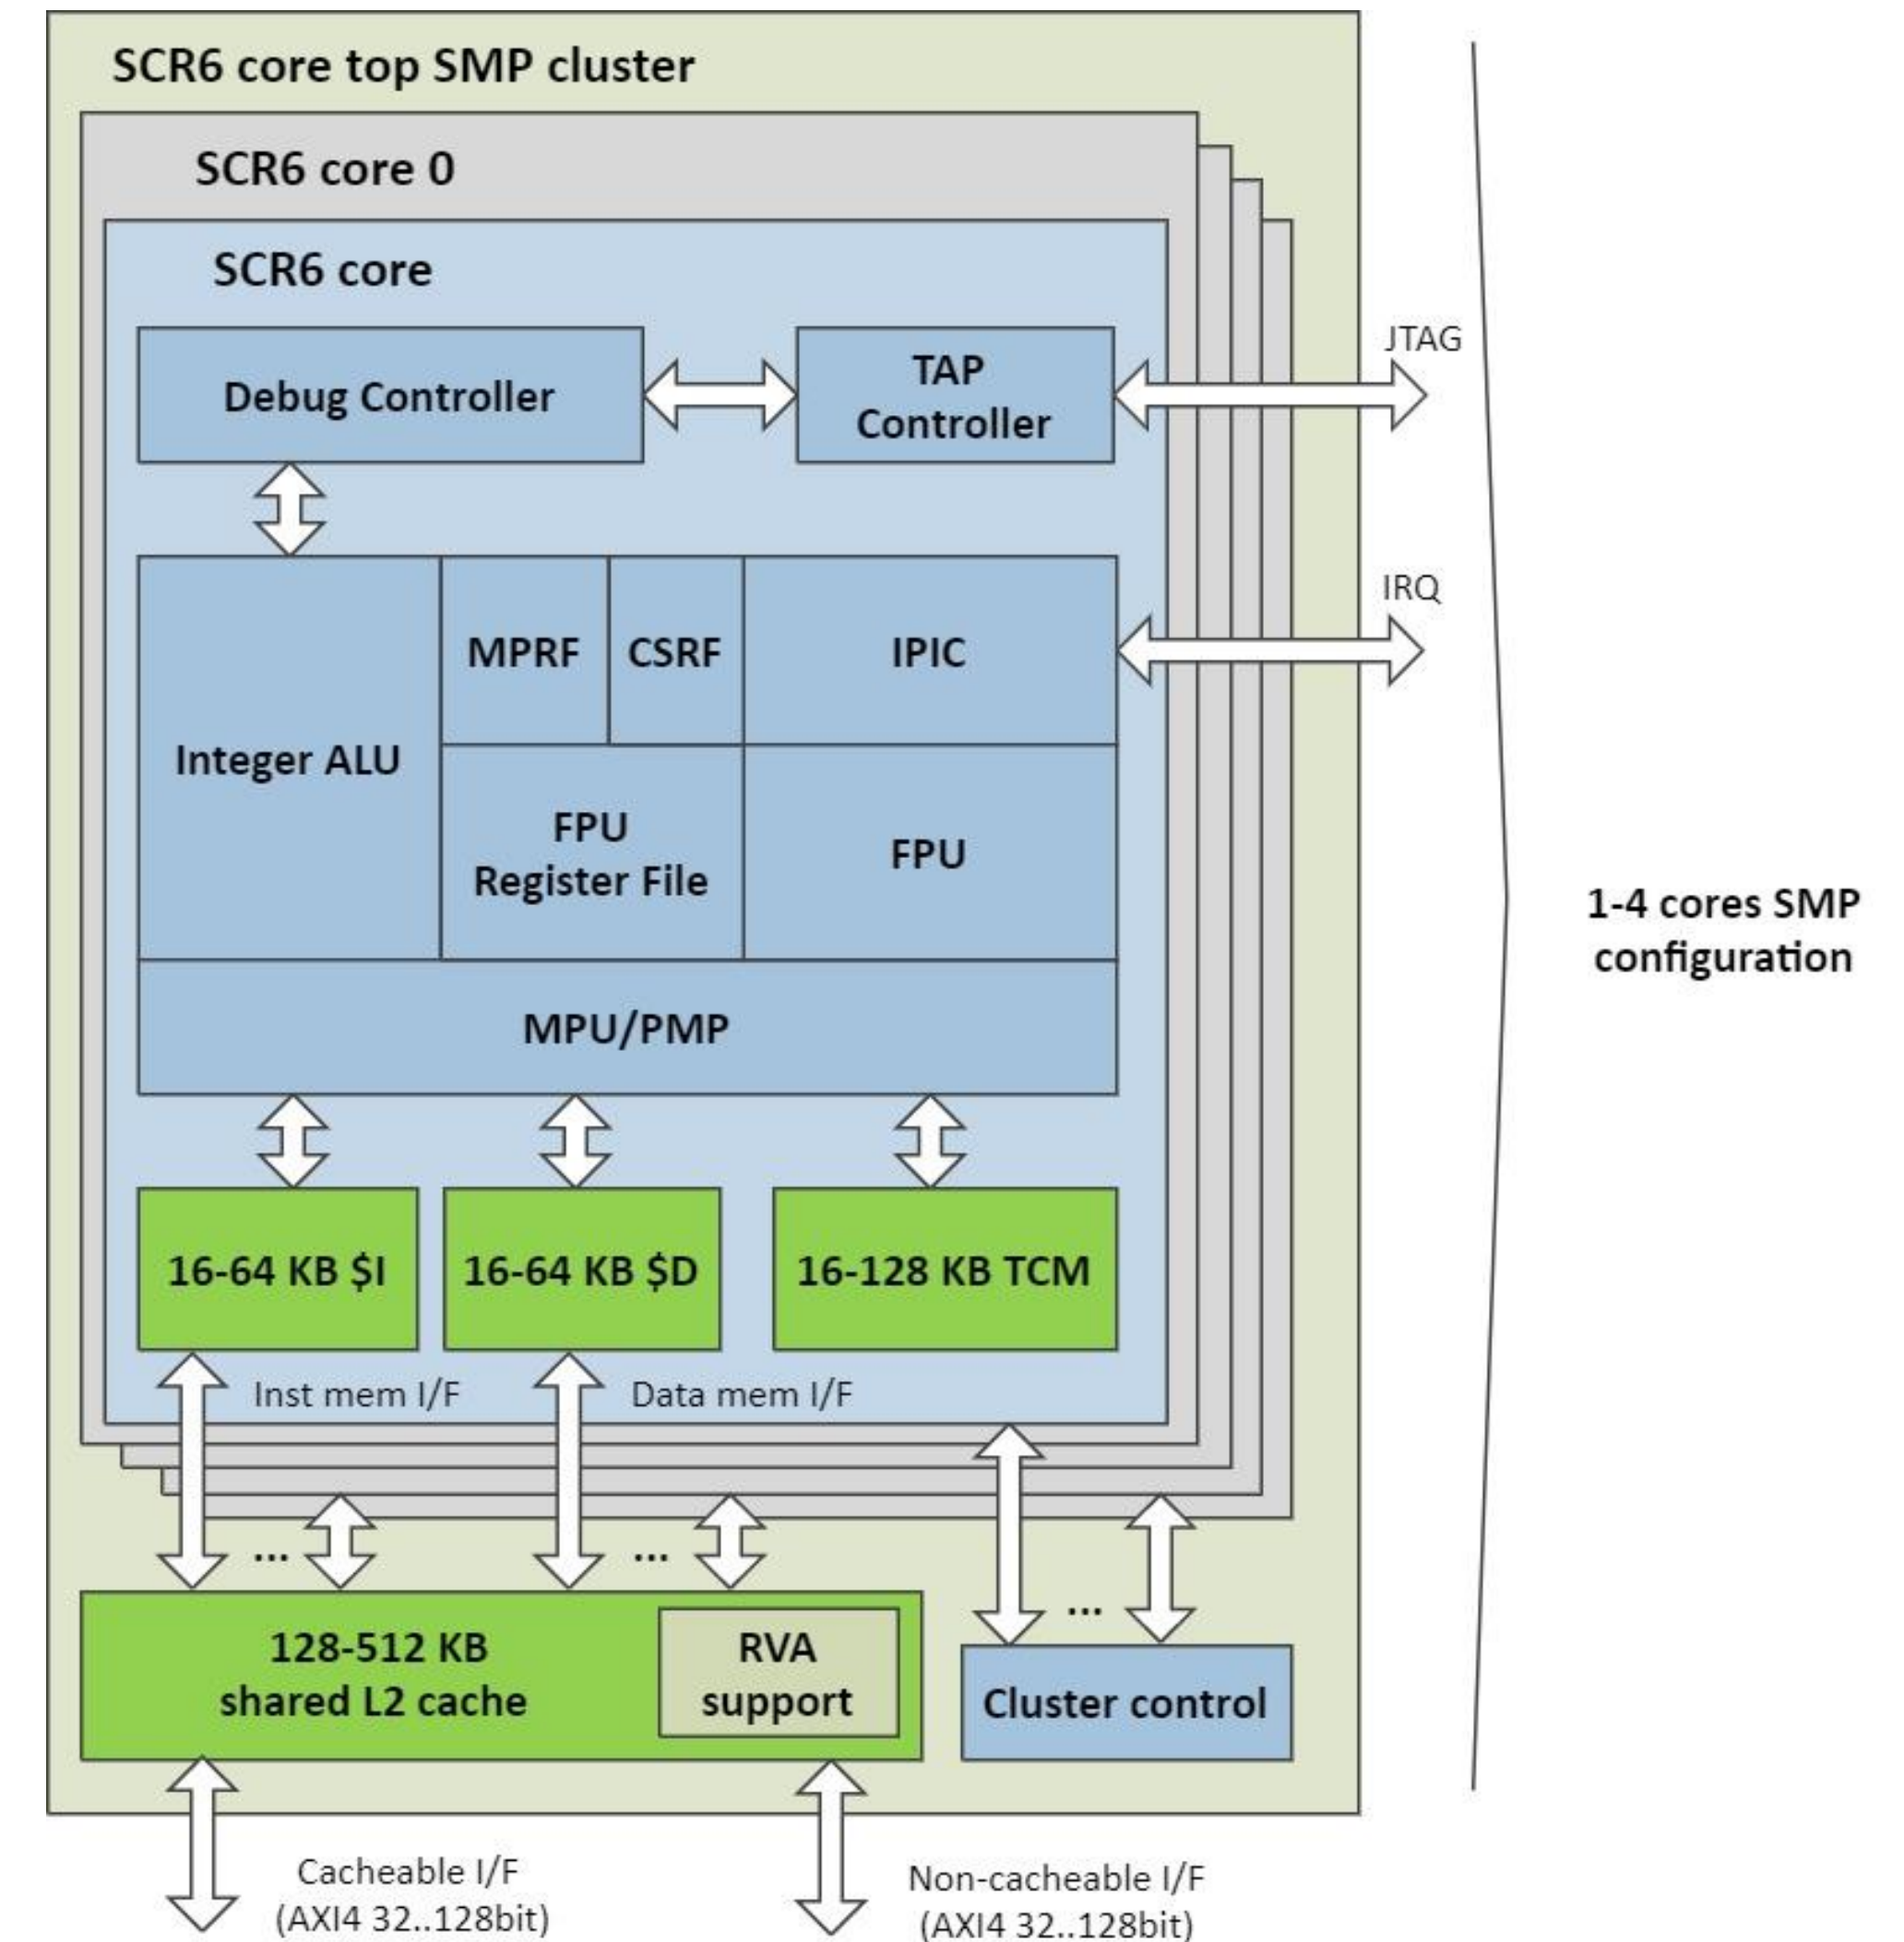 SCR6 core top SMP cluster
SCR6 core 0
SCR6 core
JTAG
Debug Controller
TAP
Controller
IRQ
MPRF
CSRF
IPIC
Integer ALU
FPU
Register File
FPU
1-4 cores SMP
configuration
MPU/PMP
16-64 KB $I
16-64 KB $D
16-128 KB TCM
Inst mem I/F
Data mem I/F
...
...
...
128-512 KB
shared L2 cache
RVA
support
Cluster control
Cacheable I/F
(AXI4 32..128bit)
Non-cacheable I/F
(AXI4 32..128bit)